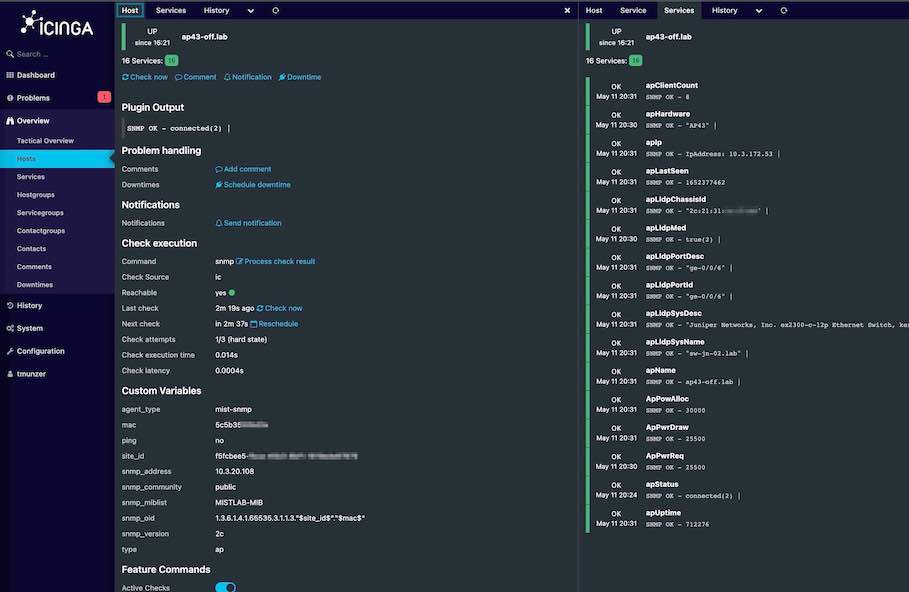 icinga
Search ...
Dashboard
Problems
1
Overview
Tactical Overview
Hosts
Services
Hostgroups
Servicegroups
Contactgroups
Contacts
Comments
Downtimes
History
System
Configuration
tmunzer
Host Services History
UP
since 16:21
ap43-off.lab
16 Services: 16
Check now Comment Notification Downtime
Plugin Output
SNMP OK - connected(2) |
Problem handling
Comments Add comment
Downtimes Schedule downtime
Notifications
Notifications Send notification
Check execution
Command snmp Process check result
Check Source ic
Reachable yes
Last check 2m 19s ago Check now
Next check in 2m 37s Reschedule
Check attempts 1/3 (hard state)
Check execution time 0.014s
Check latency 0.0004s
Custom Variables
agent_type mist-snmp
mac 5c5b35
ping no
site_id f5fcbee5-
snmp_address 10.3.20.108
snmp_community public
snmp_miblist MISTLAB-MIB
snmp_oid 1.3.6.1.4.1.65535.3.1.1.3."$site_id$"."$mac$"
snmp_version 2c
type ap
Feature Commands
Active Checks
Host Service Services History
UP
since 16:21
ap43-off.lab
16 Services: 16
OK apClientCount
May 11 20:31 SNMP OK - 8
OK apHardware
May 11 20:30 SNMP OK - "AP43" |
OK apIp
May 11 20:31 SNMP OK - IpAddress: 10.3.172.53 |
OK apLastSeen
May 11 20:31 SNMP OK - 1652377462
OK apLldpChassisId
May 11 20:31 SNMP OK - "2c:21:31: " |
OK apLldpMed
May 11 20:30 SNMP OK - true(2) |
OK apLldpPortDesc
May 11 20:31 SNMP OK - "ge-0/0/6" |
OK apLldpPortId
May 11 20:31 SNMP OK - "ge-0/0/6" |
OK apLldpSysDesc
May 11 20:31 SNMP OK - "Juniper Networks, Inc. ex2300-c-12p Ethernet Switch, ke
OK apLldpSysName
May 11 20:31 SNMP OK - "sw-jn-02.lab" |
OK apName
May 11 20:31 SNMP OK - ap43-off.lab |
OK ApPowAlloc
May 11 20:31 SNMP OK - 30000
OK ApPwrDraw
May 11 20:31 SNMP OK - 25500
OK ApPwrReq
May 11 20:30 SNMP OK - 25500
OK apStatus
May 11 20:24 SNMP OK - connected(2) |
OK apUptime
May 11 20:31 SNMP OK - 712276